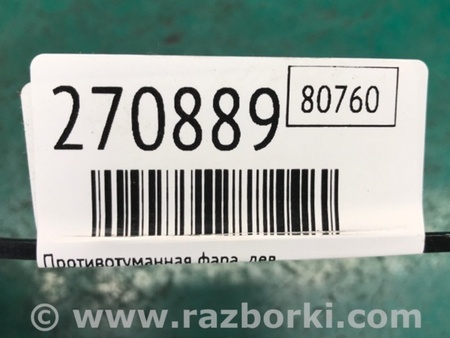 270889
80760
Противотуманная фара, лев
© www.razborki.com